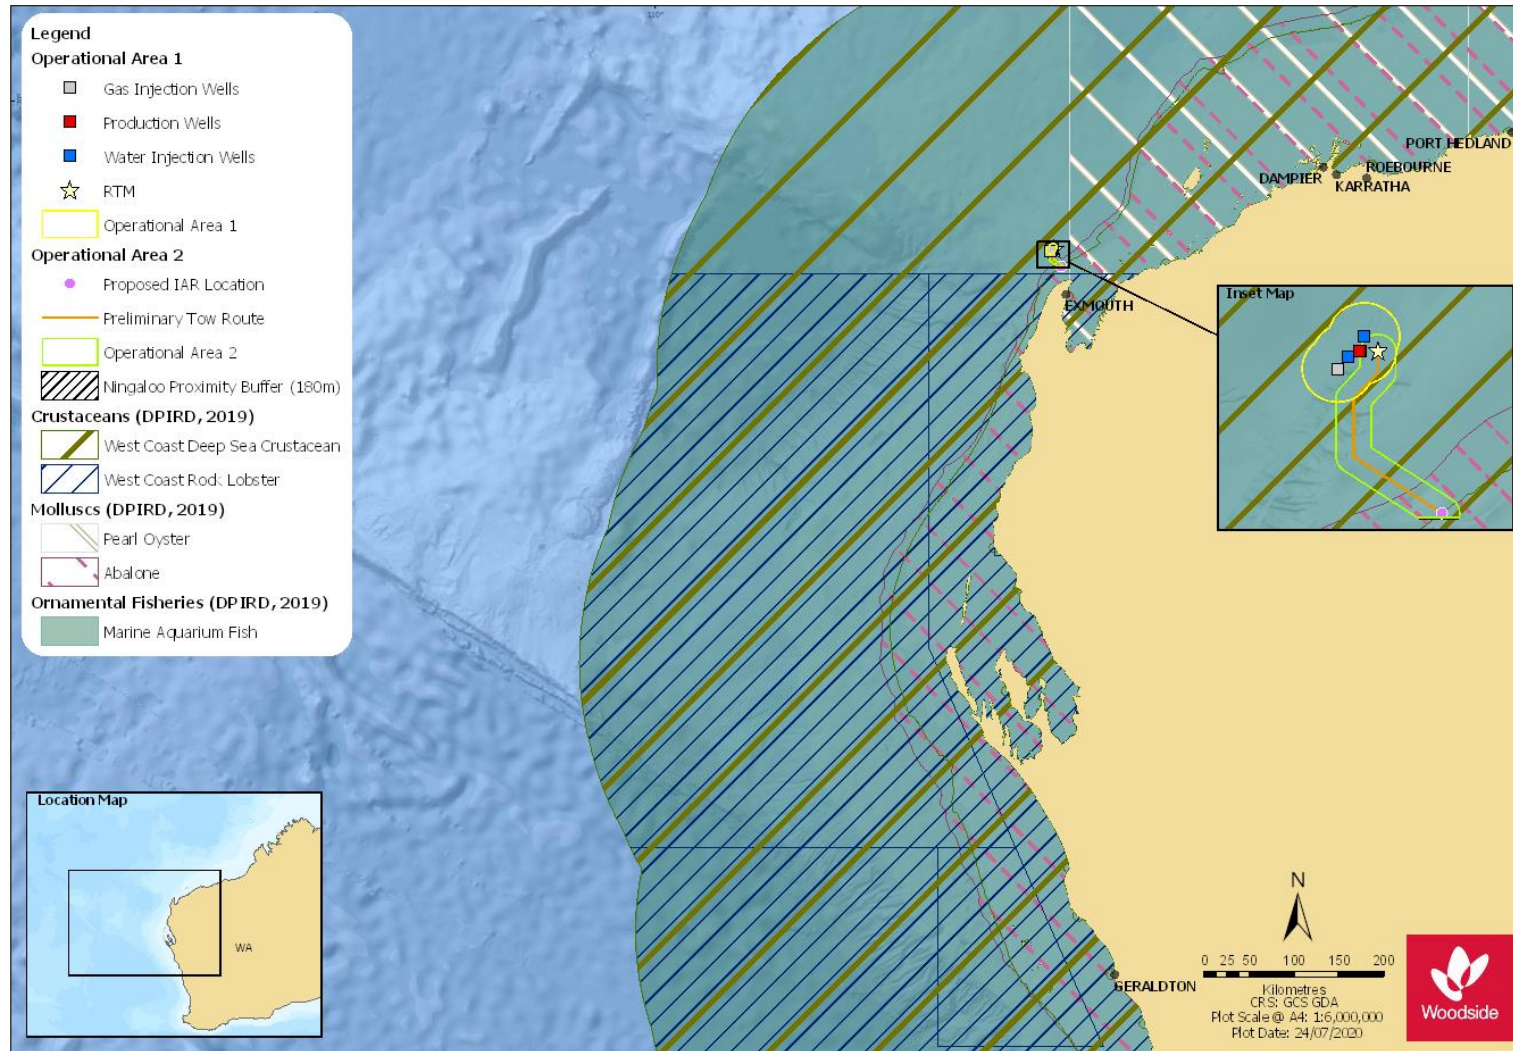 110°
Legend
Operational Area 1
Gas Injection Wells
Production Wells
Water Injection Wells
RTM
Operational Area 1
Operational Area 2
Proposed IAR Location
Preliminary Tow Route
Operational Area 2
Ningaloo Proximity Buffer (180m)
Crustaceans (DPIRD, 2019)
West Coast Deep Sea Crustacean
West Coast Rock Lobster
Molluscs (DPIRD, 2019)
Pearl Oyster
Abalone
Ornamental Fisheries (DPIRD, 2019)
Marine Aquarium Fish
PORT HEDLAND
ROEBOURNE
DAMPIER
KARRATHA
EXMOUTH
Inset Map
GERALDTON
Location Map
WA
N
0 25 50 100 150 200
Kilometres
CRS: GCS GDA
Plot Scale @ A4: 1:6,000,000
Plot Date: 24/07/2020
Woodside